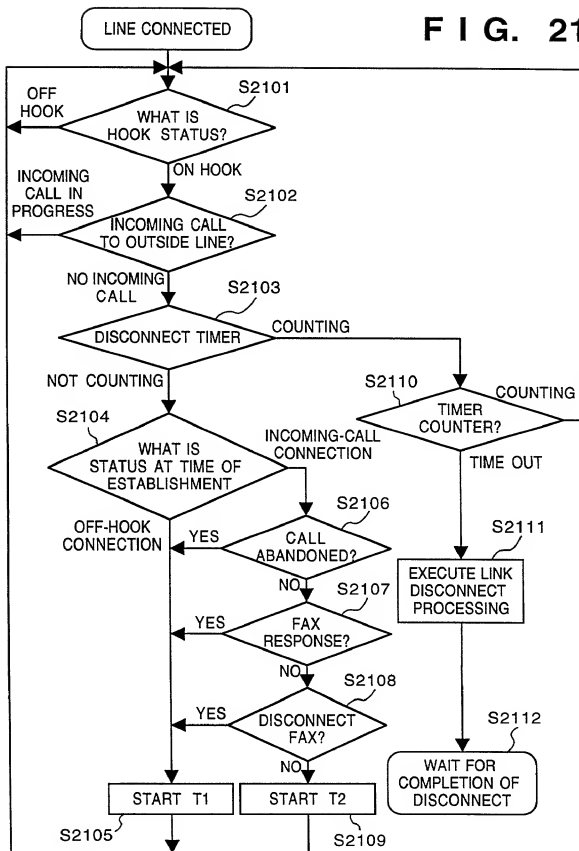 LINE CONNECTED
F I G. 21
S2101
OFF
HOOK
WHAT IS
HOOK STATUS?
ON HOOK
INCOMING
CALL IN
PROGRESS
S2102
INCOMING CALL
TO OUTSIDE LINE?
NO INCOMING
CALL
S2103
DISCONNECT TIMER
COUNTING
NOT COUNTING
S2110
COUNTING
TIMER
COUNTER?
S2104
WHAT IS
STATUS AT TIME OF
ESTABLISHMENT
INCOMING-CALL
CONNECTION
TIME OUT
OFF-HOOK
CONNECTION
S2106
YES
CALL
ABANDONED?
NO
S2111
EXECUTE LINK
DISCONNECT
PROCESSING
S2107
YES
FAX
RESPONSE?
NO
S2108
YES
DISCONNECT
FAX?
NO
S2112
WAIT FOR
COMPLETION OF
DISCONNECT
START T1
START T2
S2105
S2109